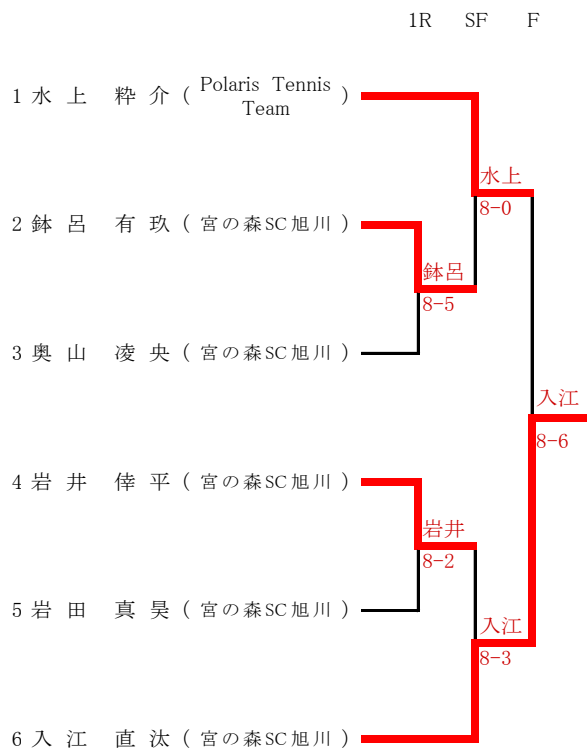 1R SF F
1 水上 粋介 ( Polaris Tennis
Team )
水上
8-0
2 鉢呂 有玖 ( 宮の森SC旭川 )
鉢呂
8-5
3 奥山 凌央 ( 宮の森SC旭川 )
入江
8-6
4 岩井 倖平 ( 宮の森SC旭川 )
岩井
8-2
5 岩田 真昊 ( 宮の森SC旭川 )
入江
8-3
6 入江 直汰 ( 宮の森SC旭川 )